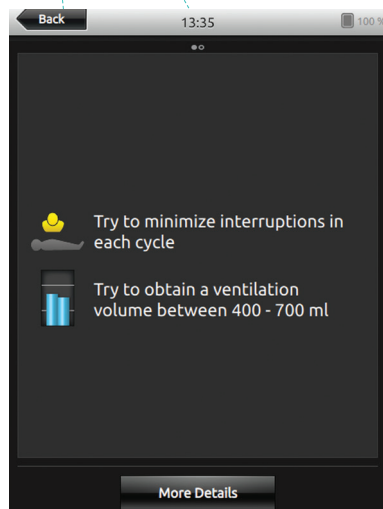 Back
13:35
100 %
Try to minimize interruptions in
each cycle
Try to obtain a ventilation
volume between 400 - 700 ml
More Details